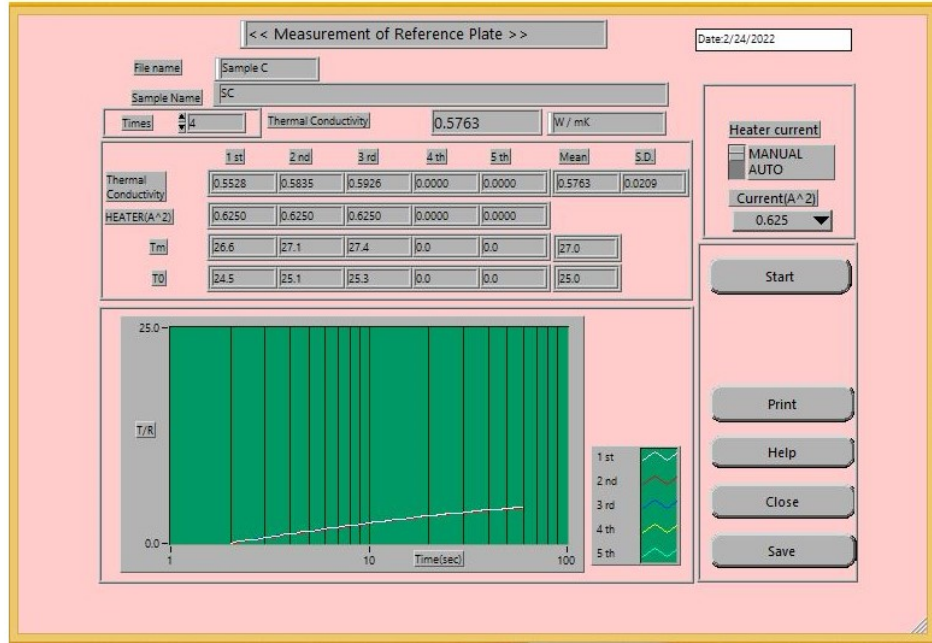 << Measurement of Reference Plate >>
Date:2/24/2022
File name Sample C
Sample Name SC
Times 4 Thermal Conductivity 0.5763 W / mK
1 st 2 nd 3 rd 4 th 5 th Mean S.D.
Thermal
Conductivity 0.5528 0.5835 0.5926 0.0000 0.0000 0.5763 0.0209
HEATER(A^2) 0.6250 0.6250 0.6250 0.0000 0.0000
Tm 26.6 27.1 27.4 0.0 0.0 27.0
T0 24.5 25.1 25.3 0.0 0.0 25.0
Heater current
MANUAL
AUTO
Current(A^2)
0.625
Start
Print
Help
Close
Save
25.0
T/R
0.0
1 10 Time(sec) 100
1 st
2 nd
3 rd
4 th
5 th